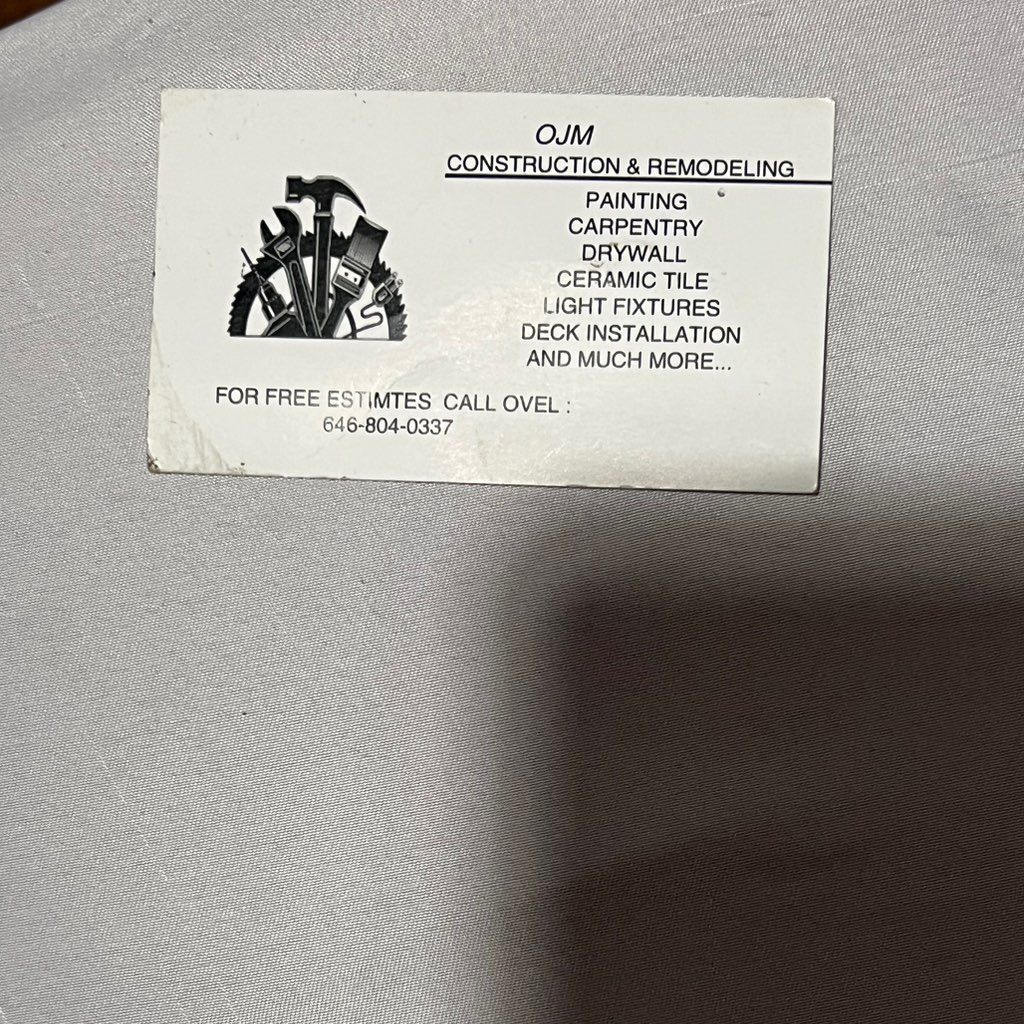 OJM
CONSTRUCTION & REMODELING
PAINTING
CARPENTRY
DRYWALL
CERAMIC TILE
LIGHT FIXTURES
DECK INSTALLATION
AND MUCH MORE...
FOR FREE ESTIMTES CALL OVEL :
646-804-0337